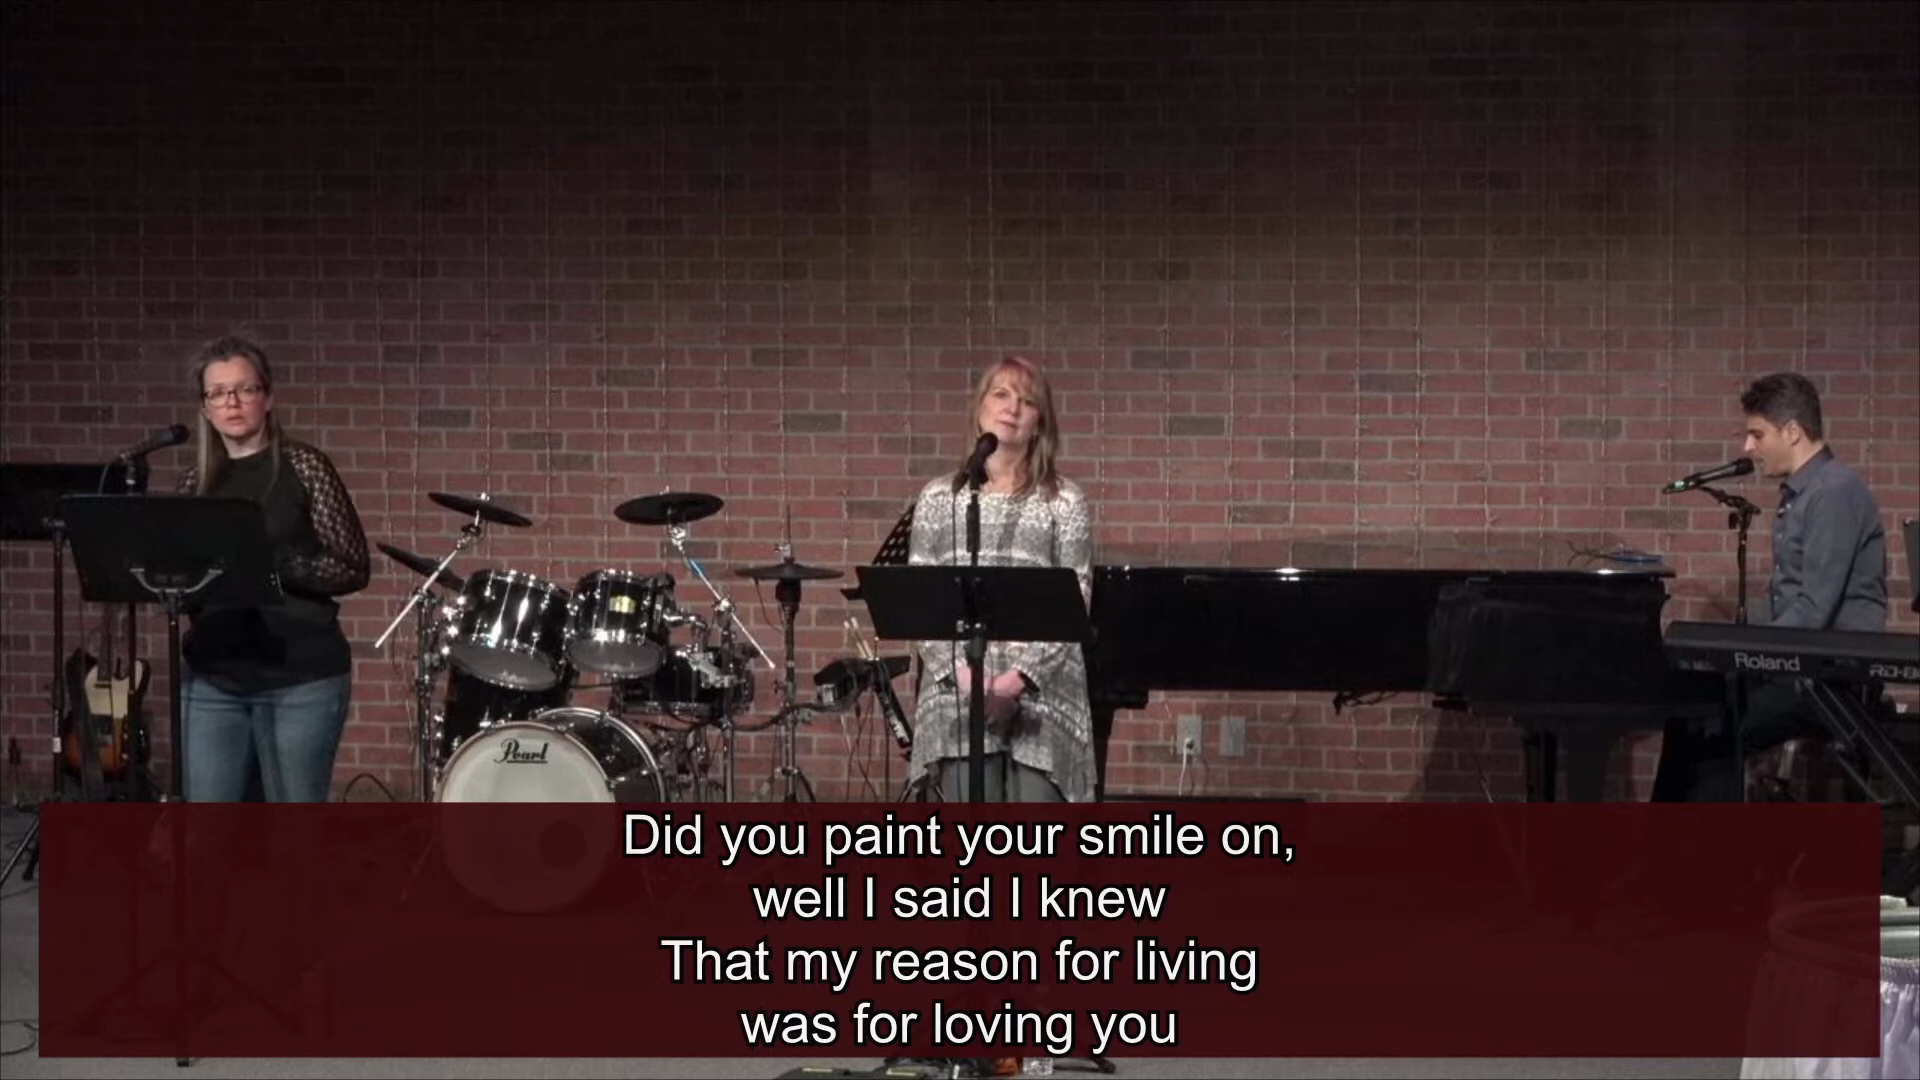 Pearl
Roland
Did you paint your smile on,
well I said I knew
That my reason for living
was for loving you